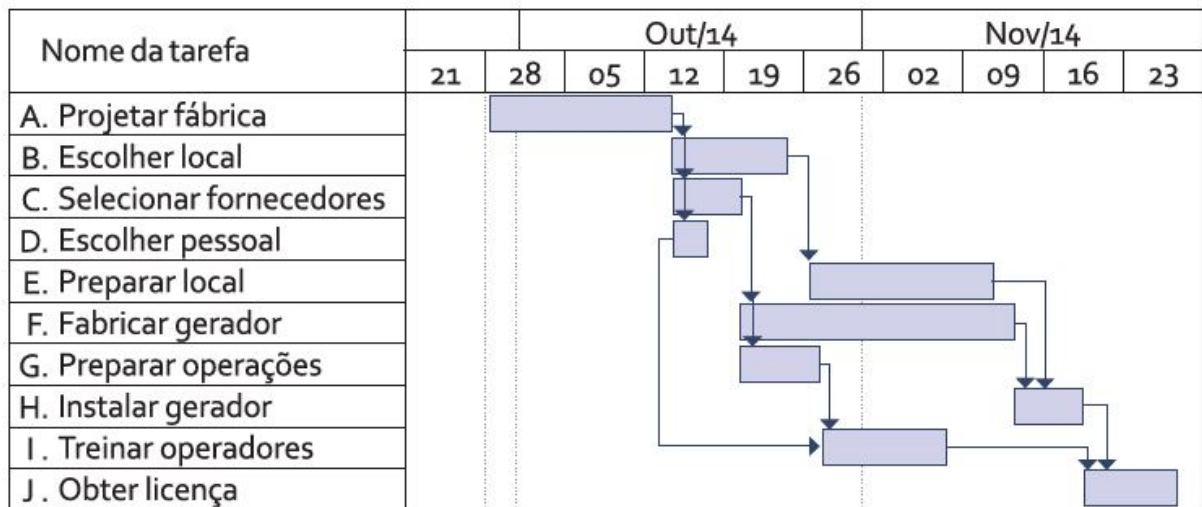 Nome da tarefa
Out/14 Nov/14
21 28 05 12 19 26 02 09 16 23
A. Projetar fábrica
B. Escolher local
C. Selecionar fornecedores
D. Escolher pessoal
E. Preparar local
F. Fabricar gerador
G. Preparar operações
H. Instalar gerador
I. Treinar operadores
J. Obter licença